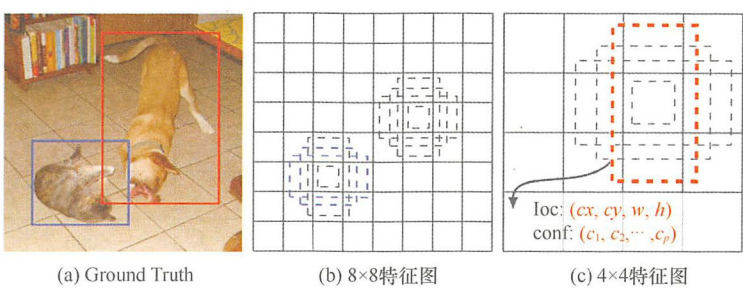 loc: (cx, cy, w, h)
conf: (c₁, c₂,⋯ ,cₚ)
(a) Ground Truth
(b) 8×8特征图
(c) 4×4特征图